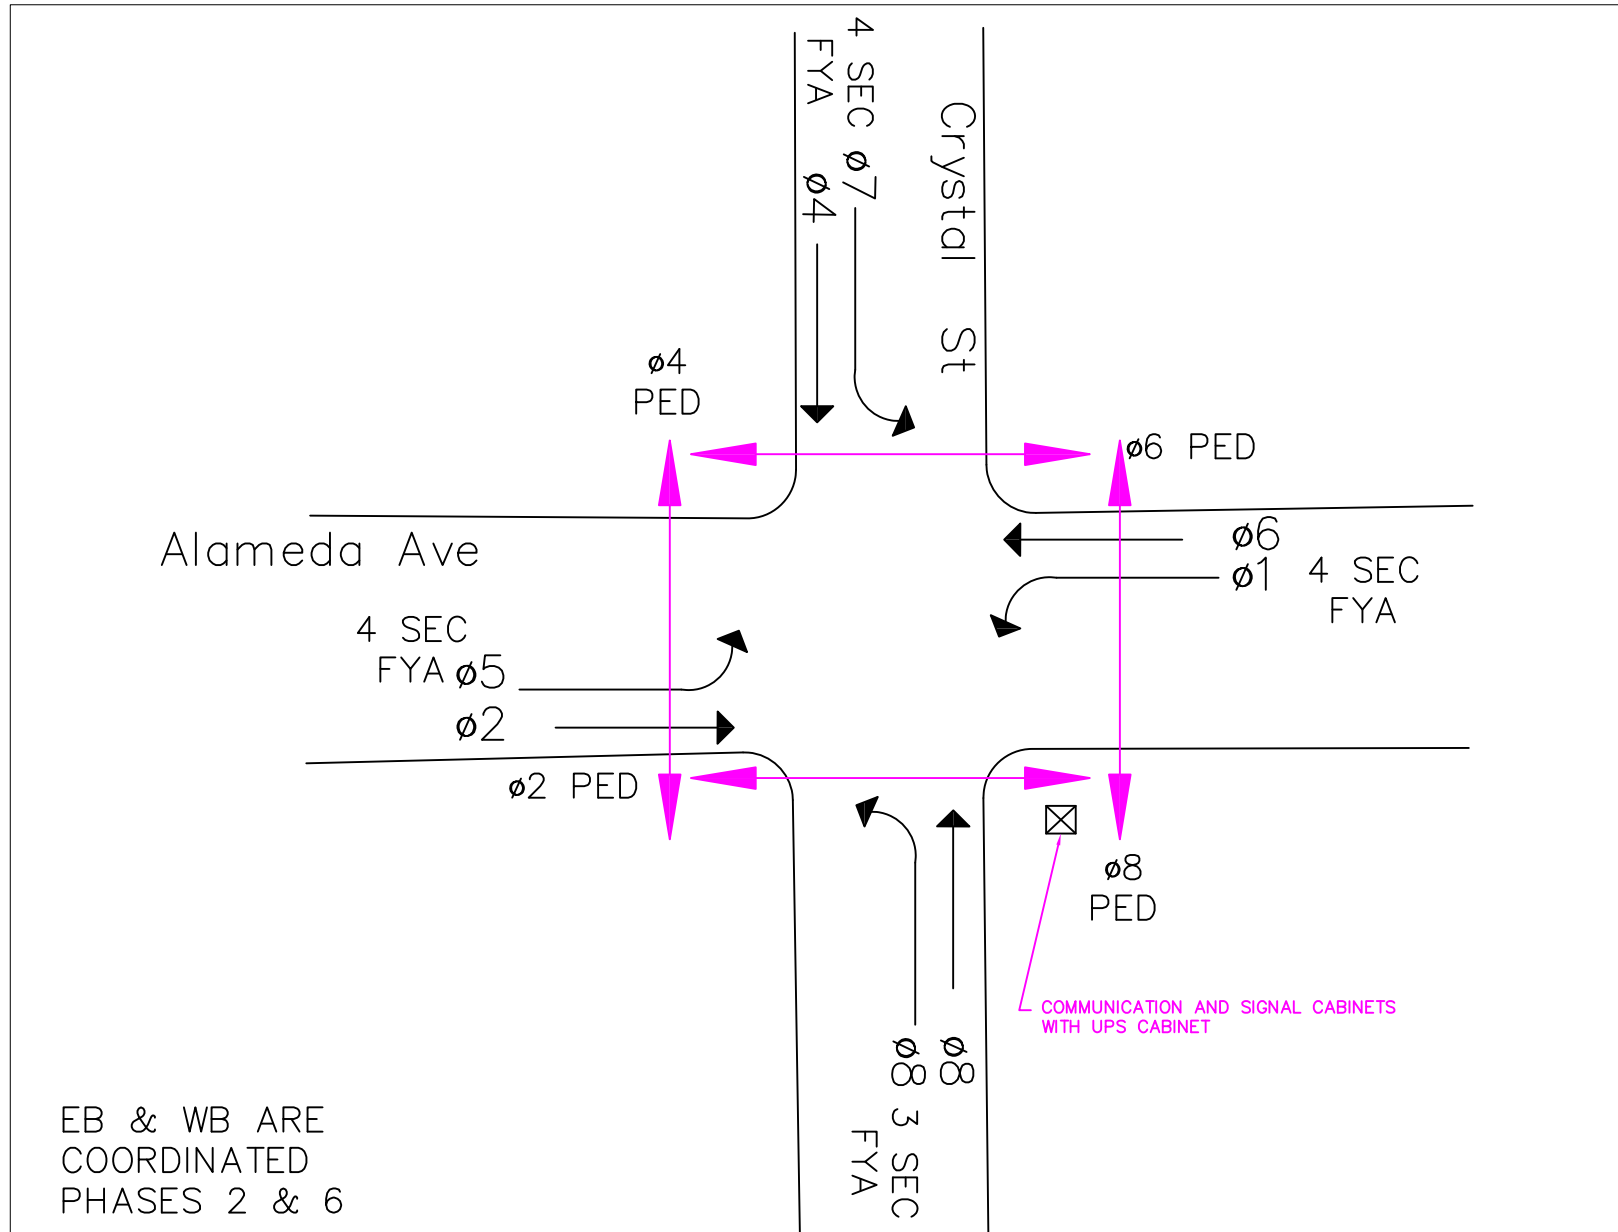 4 SEC ø7
FYA ø4
Crystal St
ø4
PED
ø6 PED
Alameda Ave
ø6
ø1 4 SEC
FYA
4 SEC
FYA ø5
ø2
ø2 PED
ø8
PED
COMMUNICATION AND SIGNAL CABINETS
WITH UPS CABINET
ø8
ø8 3 SEC
FYA
EB & WB ARE
COORDINATED
PHASES 2 & 6